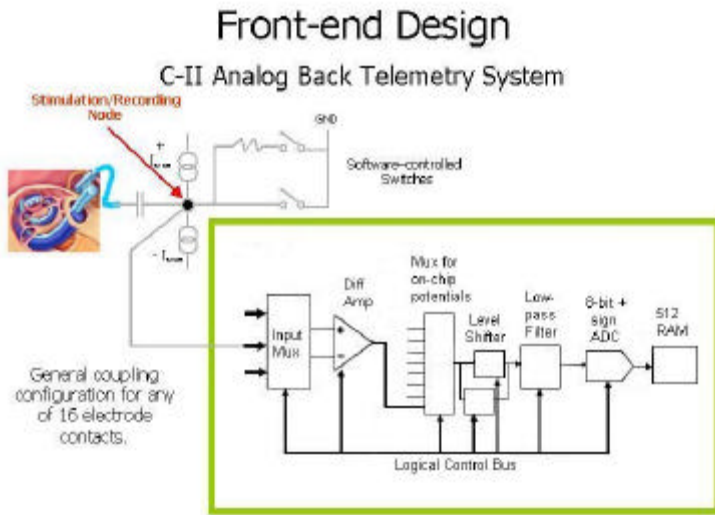 Front-end Design
C-II Analog Back Telemetry System
Stimulation/Recording
Node
GND
+
Software-controlled
Switches
-
Mux for
on-chip
potentials
Diff
Amp
Level
Shifter
Low-
pass
Filter
8-bit +
sign
ADC
512
RAM
Input
Mux
+
-
General coupling
configuration for any
of 16 electrode
contacts.
Logical Control Bus